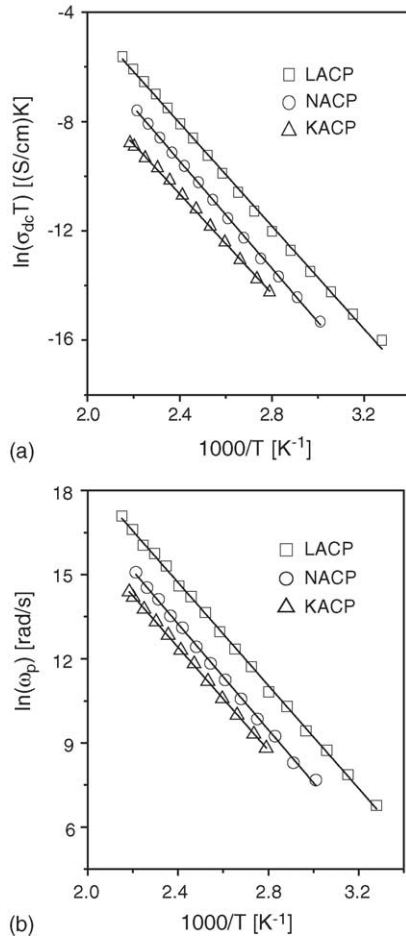 -4
-8
-12
-16
ln(σdcT) [(S/cm)K]
LACP
NACP
KACP
2.0 2.4 2.8 3.2
1000/T [K-1]
(a)
18
15
12
9
6
ln(ωp) [rad/s]
LACP
NACP
KACP
2.0 2.4 2.8 3.2
1000/T [K-1]
(b)